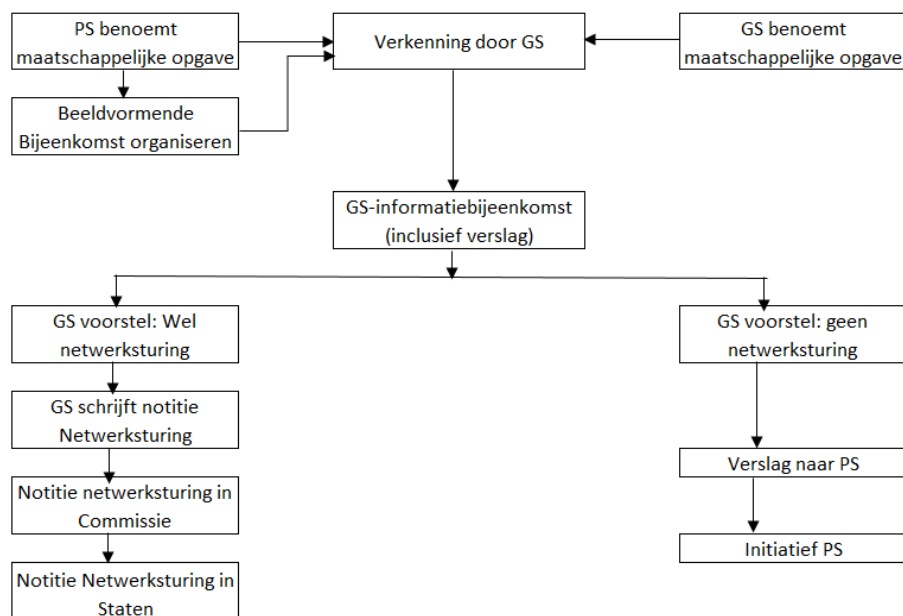 PS benoemt
maatschappelijke opgave
Verkenning door GS
GS benoemt
maatschappelijke opgave
Beeldvormende
Bijeenkomst organiseren
GS-informatiebijeenkomst
(inclusief verslag)
GS voorstel: Wel
netwerksturing
GS voorstel: geen
netwerksturing
GS schrijft notitie
Netwerksturing
Verslag naar PS
Notitie netwerksturing in
Commissie
Initiatief PS
Notitie Netwerksturing in
Staten